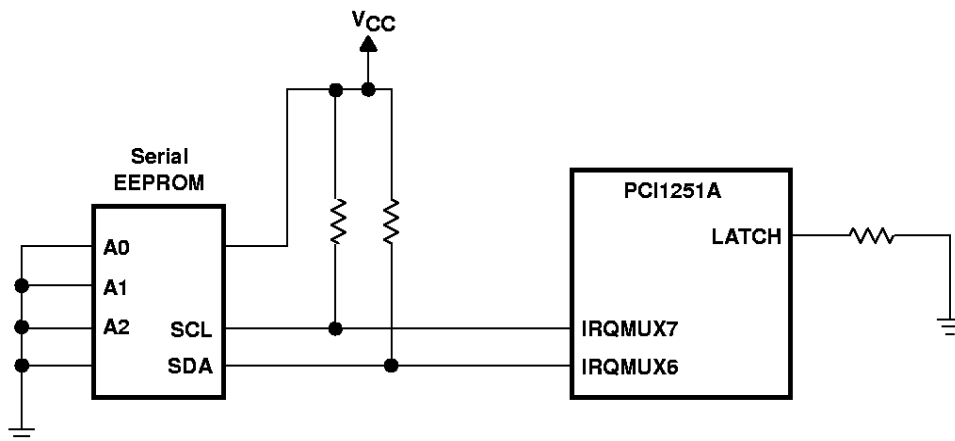 VCC
Serial
EEPROM
A0
A1
A2
SCL
SDA
PCI1251A
LATCH
IRQMUX7
IRQMUX6